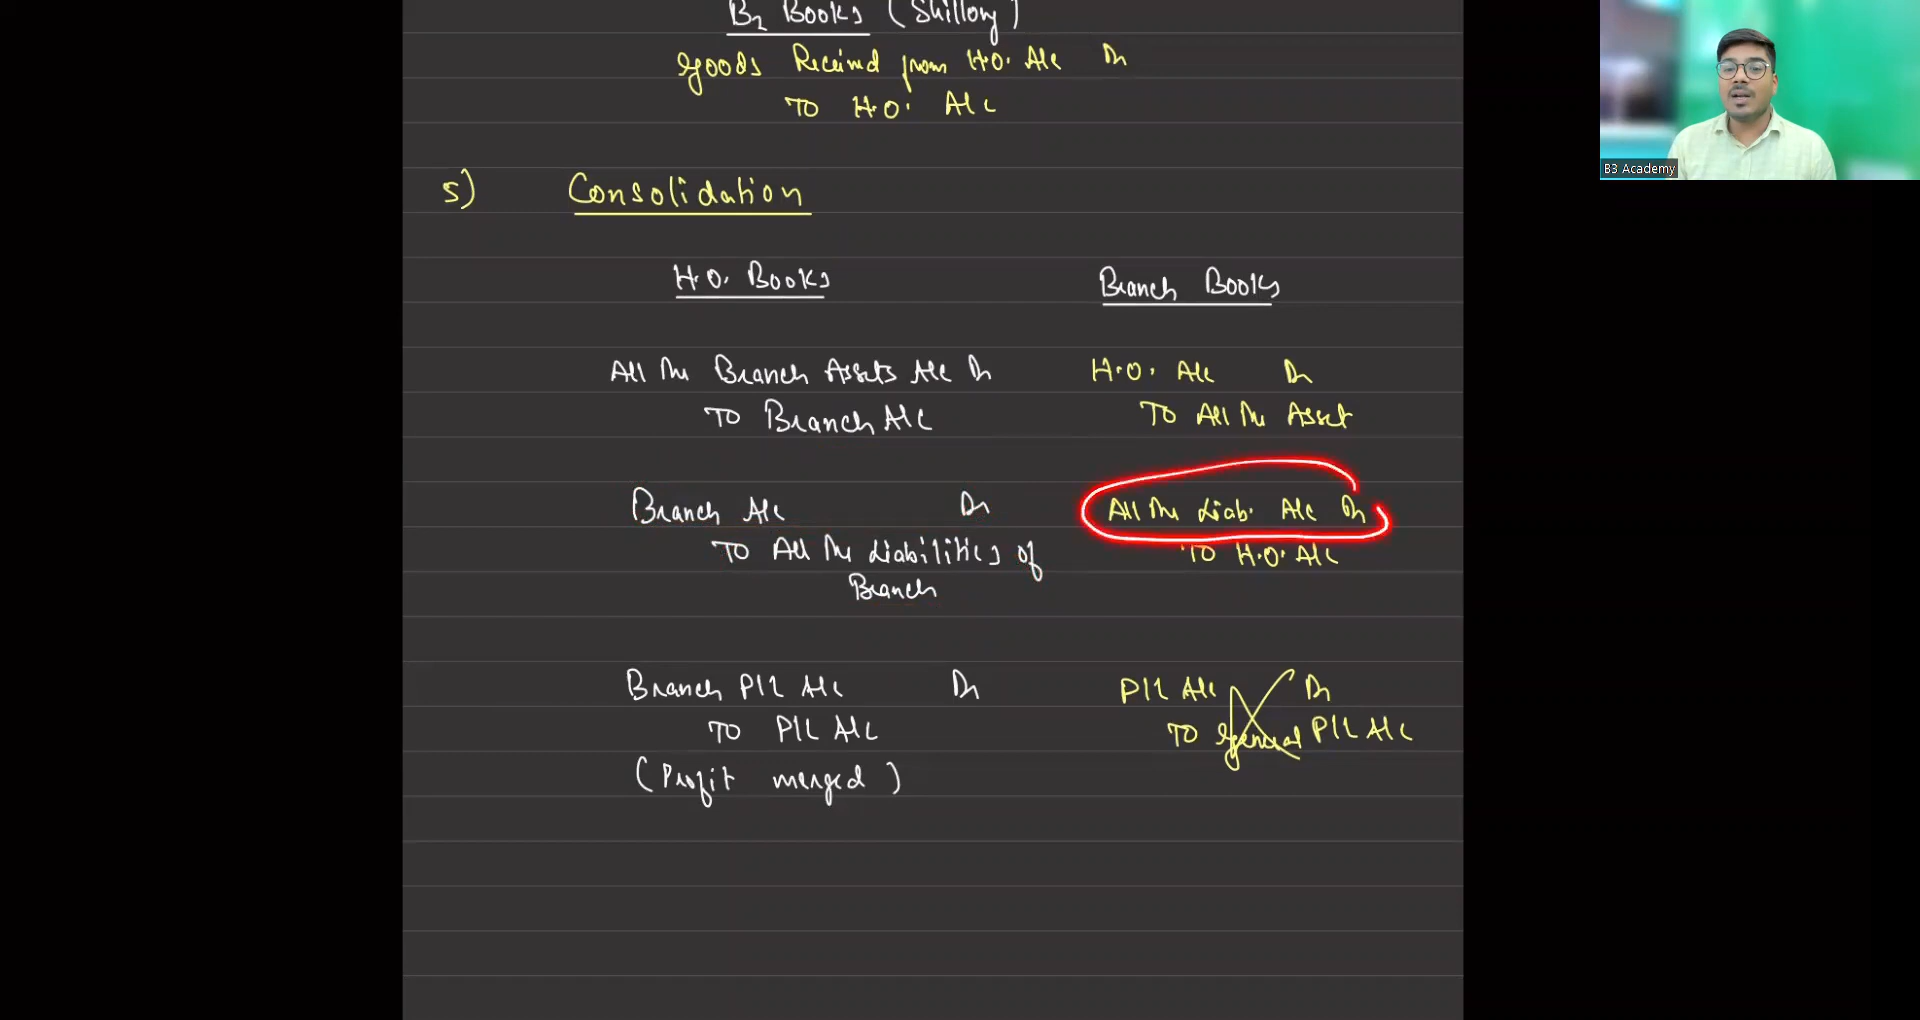 B2 Books (Shillong)
Goods Received from H.O. A/c Dr
To H.O. A/c
B3 Academy
5) Consolidation
H.O. Books Branch Books
All the Branch Assets A/c Dr H.O. A/c Dr
To Branch A/c To All the Asset
Branch A/c Dr All the Liab. A/c Dr
To All the Liabilities of To H.O. A/c
Branch
Branch P/L A/c Dr P/L A/c Dr
To P/L A/c To General P/L A/c
(Profit merged)